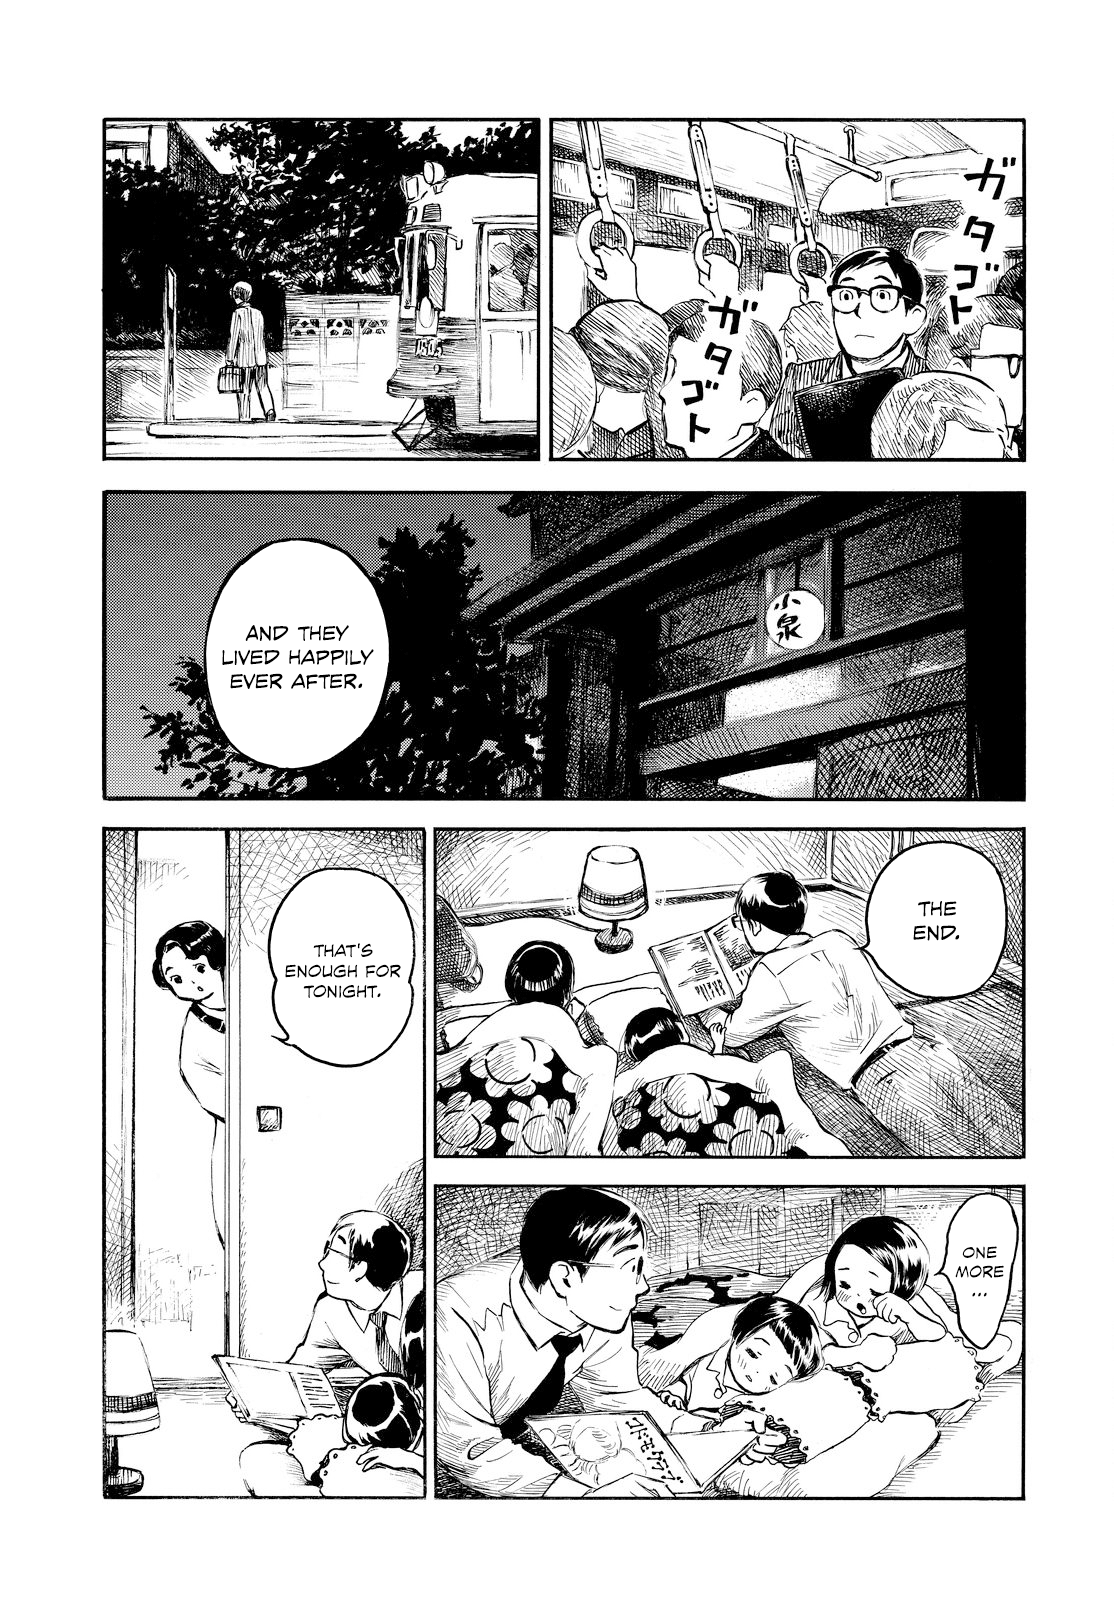 ガタゴト
ガタゴト
小泉
AND THEY
LIVED HAPPILY
EVER AFTER.
THE
END.
THAT'S
ENOUGH FOR
TONIGHT.
ONE
MORE
...